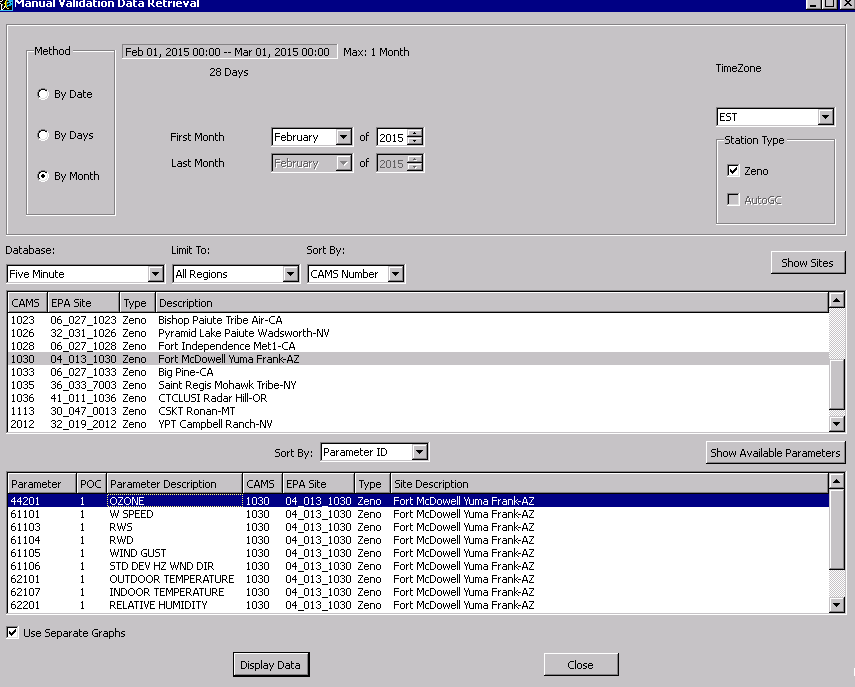 Manual Validation Data Retrieval
Method
Feb 01, 2015 00:00 -- Mar 01, 2015 00:00 Max: 1 Month
28 Days
TimeZone
By Date
EST
By Days
First Month February of 2015
Station Type
Last Month February of 2015
Zeno
By Month
AutoGC
Database: Limit To: Sort By:
Five Minute All Regions CAMS Number Show Sites
CAMS EPA Site Type Description
1023 06_027_1023 Zeno Bishop Paiute Tribe Air-CA
1026 32_031_1026 Zeno Pyramid Lake Paiute Wadsworth-NV
1028 06_027_1028 Zeno Fort Independence Met1-CA
1030 04_013_1030 Zeno Fort McDowell Yuma Frank-AZ
1033 06_027_1033 Zeno Big Pine-CA
1035 36_033_7003 Zeno Saint Regis Mohawk Tribe-NY
1036 41_011_1036 Zeno CTCLUSI Radar Hill-OR
1113 30_047_0013 Zeno CSKT Ronan-MT
2012 32_019_2012 Zeno YPT Campbell Ranch-NV
Sort By: Parameter ID Show Available Parameters
Parameter POC Parameter Description CAMS EPA Site Type Site Description
44201 1 OZONE 1030 04_013_1030 Zeno Fort McDowell Yuma Frank-AZ
61101 1 W SPEED 1030 04_013_1030 Zeno Fort McDowell Yuma Frank-AZ
61103 1 RWS 1030 04_013_1030 Zeno Fort McDowell Yuma Frank-AZ
61104 1 RWD 1030 04_013_1030 Zeno Fort McDowell Yuma Frank-AZ
61105 1 WIND GUST 1030 04_013_1030 Zeno Fort McDowell Yuma Frank-AZ
61106 1 STD DEV HZ WND DIR 1030 04_013_1030 Zeno Fort McDowell Yuma Frank-AZ
62101 1 OUTDOOR TEMPERATURE 1030 04_013_1030 Zeno Fort McDowell Yuma Frank-AZ
62107 1 INDOOR TEMPERATURE 1030 04_013_1030 Zeno Fort McDowell Yuma Frank-AZ
62201 1 RELATIVE HUMIDITY 1030 04_013_1030 Zeno Fort McDowell Yuma Frank-AZ
Use Separate Graphs
Display Data Close